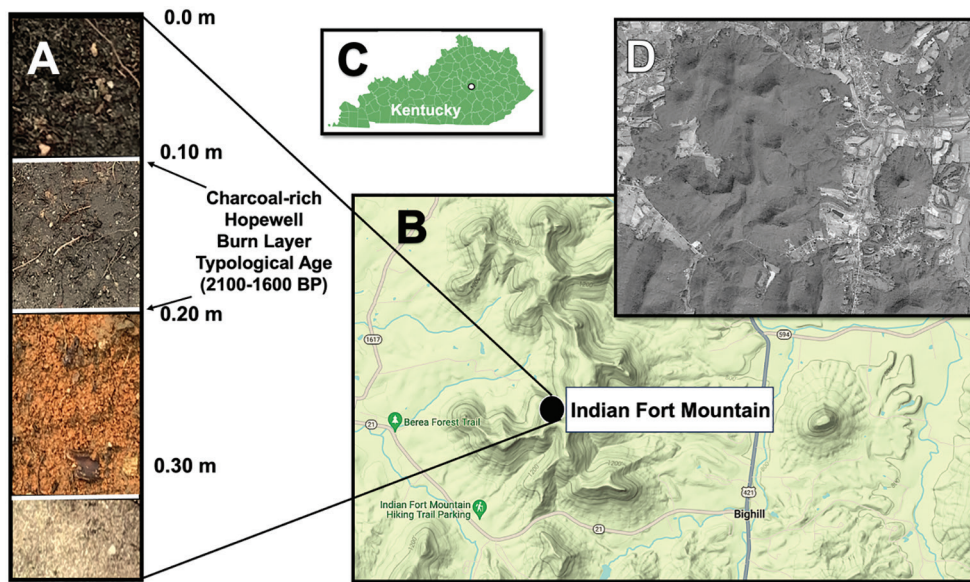 A
0.0 m
0.10 m
Charcoal-rich
Hopewell
Burn Layer
Typological Age
(2100-1600 BP)
0.20 m
0.30 m
C
Kentucky
D
B
1617
594
Indian Fort Mountain
21
Berea Forest Trail
Indian Fort Mountain
Hiking Trail Parking
421
21
Bighill